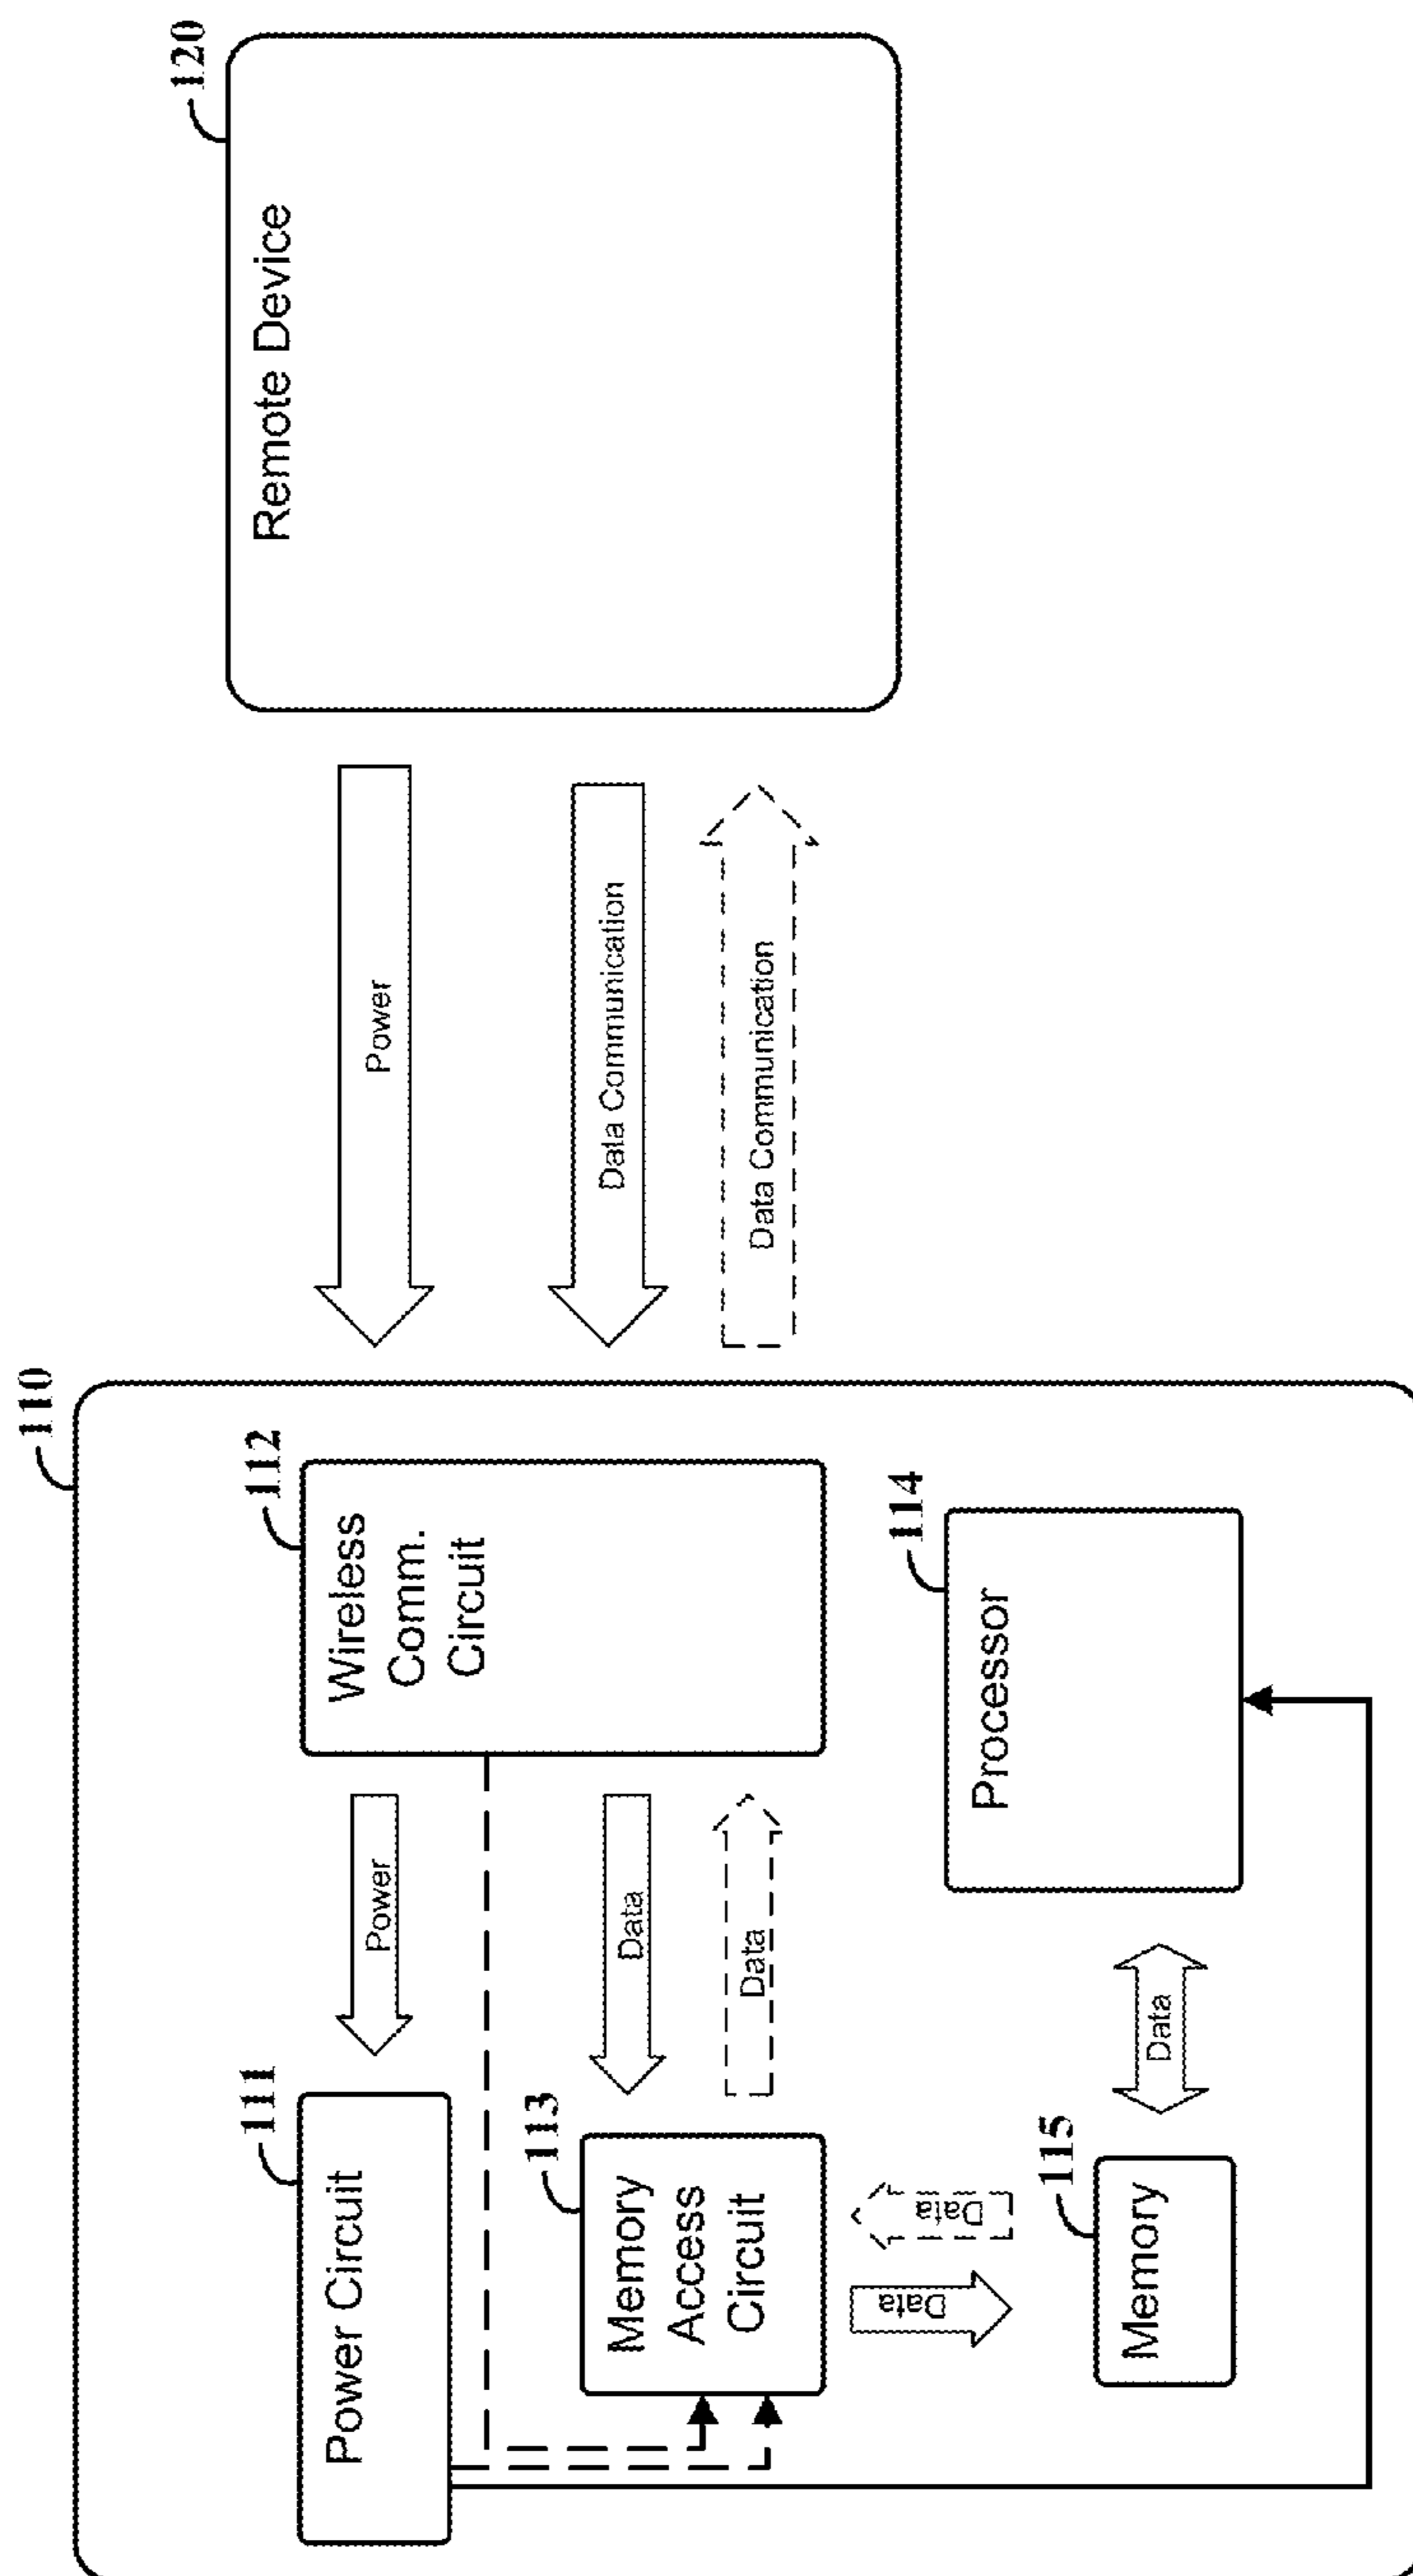 110
120
111
Power Circuit
Power
112
Wireless
Comm.
Circuit
Power
Remote Device
113
Memory
Access
Circuit
Data
Data
Data Communication
Data Communication
Data
Data
115
Memory
Data
114
Processor